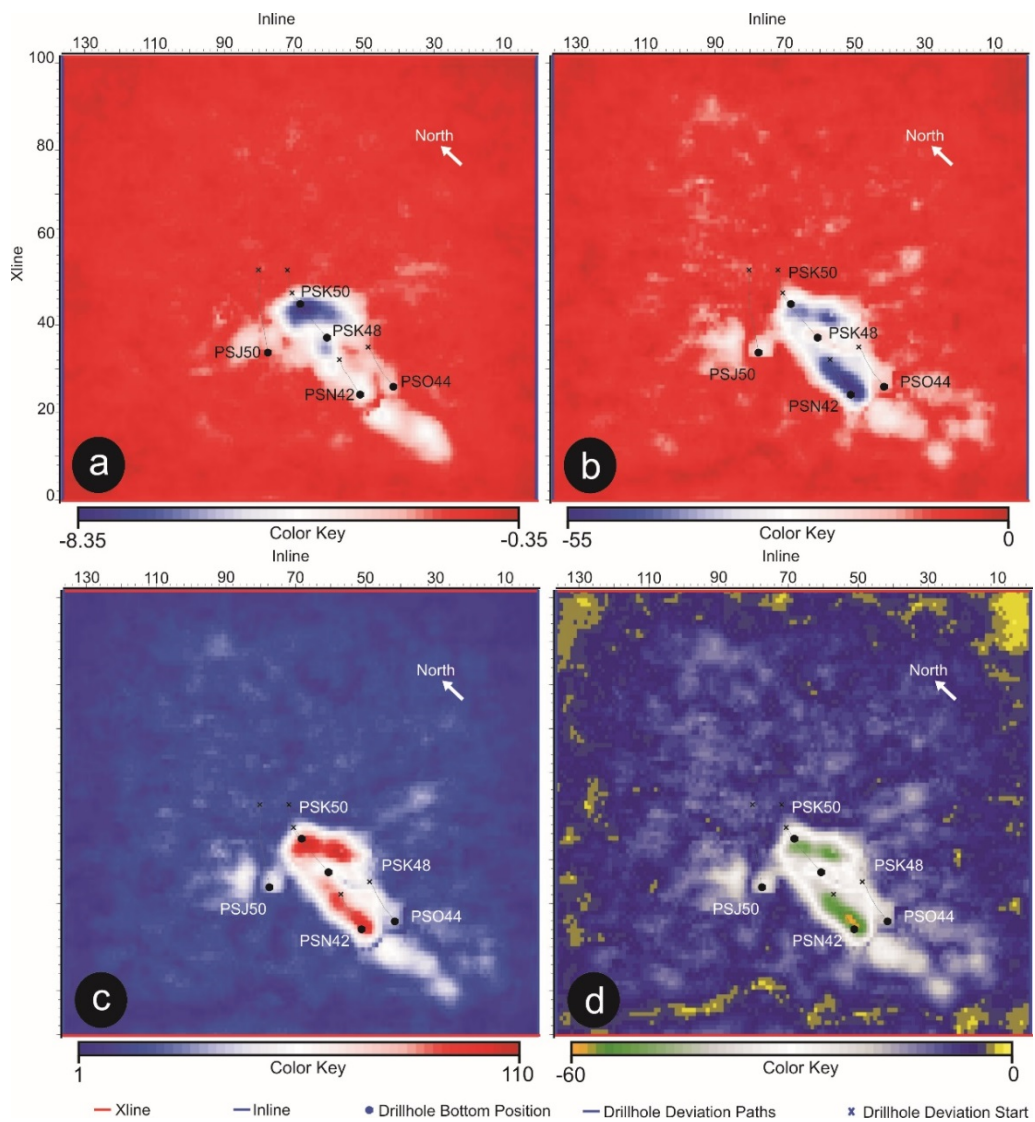 Inline
Inline
130 110 90 70 50 30 10
130 110 90 70 50 30 10
100
80
60
40
20
0
Xline
North
North
PSK50
PSK48
PSJ50
PSN42
PSO44
a
PSK50
PSK48
PSJ50
PSN42
PSO44
b
-8.35
Color Key
-0.35
-55
Color Key
0
Inline
Inline
130 110 90 70 50 30 10
130 110 90 70 50 30 10
North
North
PSK50
PSK48
PSJ50
PSN42
PSO44
c
PSK50
PSK48
PSJ50
PSN42
PSO44
d
1
Color Key
110
-60
Color Key
0
Xline Inline Drillhole Bottom Position Drillhole Deviation Paths Drillhole Deviation Start